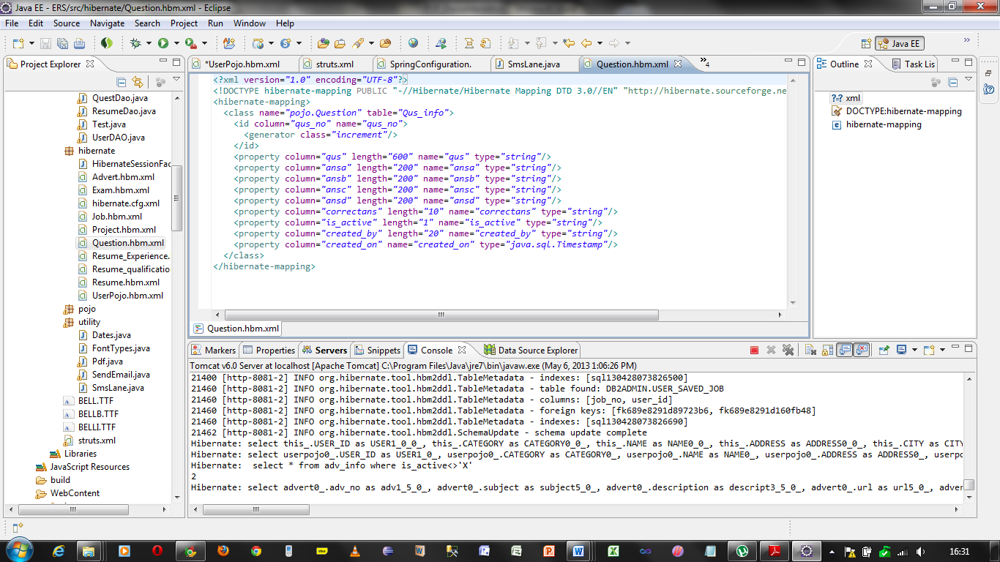 Java EE - ERS/src/hibernate/Question.hbm.xml - Eclipse
File Edit Source Navigate Search Project Run Window Help
Java EE
Project Explorer
QuestDao.java
ResumeDao.java
Test.java
UserDAO.java
hibernate
HibernateSessionFac
Advert.hbm.xml
Exam.hbm.xml
hibernate.cfg.xml
Job.hbm.xml
Project.hbm.xml
Question.hbm.xml
Resume_Experience.
Resume_qualificatio
Resume.hbm.xml
UserPojo.hbm.xml
pojo
utility
Dates.java
FontTypes.java
Pdf.java
SendEmail.java
SmsLane.java
BELL.TTF
BELLB.TTF
BELLI.TTF
struts.xml
Libraries
JavaScript Resources
build
WebContent
*UserPojo.hbm.xml struts.xml SpringConfiguration. SmsLane.java Question.hbm.xml »4
<?xml version="1.0" encoding="UTF-8"?>
<!DOCTYPE hibernate-mapping PUBLIC "-//Hibernate/Hibernate Mapping DTD 3.0//EN" "http://hibernate.sourceforge.ne
<hibernate-mapping>
<class name="pojo.Question" table="Qus_info">
<id column="qus_no" name="qus_no">
<generator class="increment"/>
</id>
<property column="qus" length="600" name="qus" type="string"/>
<property column="ansa" length="200" name="ansa" type="string"/>
<property column="ansb" length="200" name="ansb" type="string"/>
<property column="ansc" length="200" name="ansc" type="string"/>
<property column="ansd" length="200" name="ansd" type="string"/>
<property column="correctans" length="10" name="correctans" type="string"/>
<property column="is_active" length="1" name="is_active" type="string"/>
<property column="created_by" length="20" name="created_by" type="string"/>
<property column="created_on" name="created_on" type="java.sql.Timestamp"/>
</class>
</hibernate-mapping>
Question.hbm.xml
Outline Task Lis
xml
DOCTYPE:hibernate-mapping
hibernate-mapping
Markers Properties Servers Snippets Console Data Source Explorer
Tomcat v6.0 Server at localhost [Apache Tomcat] C:\Program Files\Java\jre7\bin\javaw.exe (May 6, 2013 1:06:26 PM)
21400 [http-8081-2] INFO org.hibernate.tool.hbm2ddl.TableMetadata - indexes: [sql130428073826500]
21460 [http-8081-2] INFO org.hibernate.tool.hbm2ddl.TableMetadata - table found: DB2ADMIN.USER_SAVED_JOB
21460 [http-8081-2] INFO org.hibernate.tool.hbm2ddl.TableMetadata - columns: [job_no, user_id]
21460 [http-8081-2] INFO org.hibernate.tool.hbm2ddl.TableMetadata - foreign keys: [fk689e8291d89723b6, fk689e8291d160fb48]
21460 [http-8081-2] INFO org.hibernate.tool.hbm2ddl.TableMetadata - indexes: [sql130428073826690]
21462 [http-8081-2] INFO org.hibernate.tool.hbm2ddl.SchemaUpdate - schema update complete
Hibernate: select this_.USER_ID as USER1_0_0_, this_.CATEGORY as CATEGORY0_0_, this_.NAME as NAME0_0_, this_.ADDRESS as ADDRESS0_0_, this_.CITY as CITY
Hibernate: select userpojo0_.USER_ID as USER1_0_, userpojo0_.CATEGORY as CATEGORY0_, userpojo0_.NAME as NAME0_, userpojo0_.ADDRESS as ADDRESS0_, userpo
Hibernate: select * from adv_info where is_active<>'X'
2
Hibernate: select advert0_.adv_no as adv1_5_0_, advert0_.subject as subject5_0_, advert0_.description as descript3_5_0_, advert0_.url as url5_0_, adver
16:31